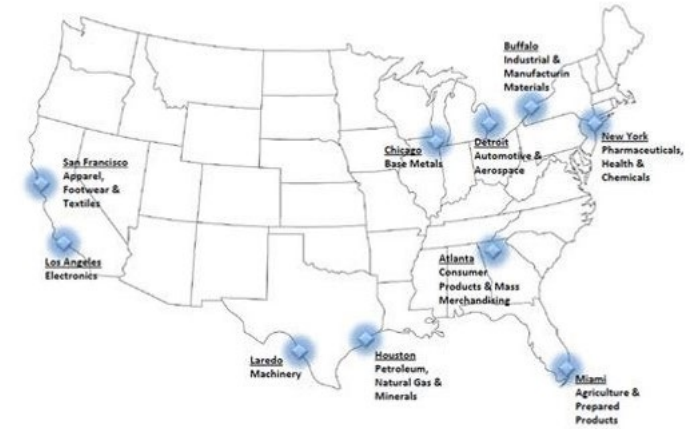 Buffalo
Industrial &
Manufacturin
Materials
New York
Pharmaceuticals,
Health &
Chemicals
Detroit
Automotive &
Aerospace
Chicago
Base Metals
San Francisco
Apparel,
Footwear &
Textiles
Los Angeles
Electronics
Atlanta
Consumer
Products & Mass
Merchandising
Laredo
Machinery
Houston
Petroleum,
Natural Gas &
Minerals
Miami
Agriculture &
Prepared
Products